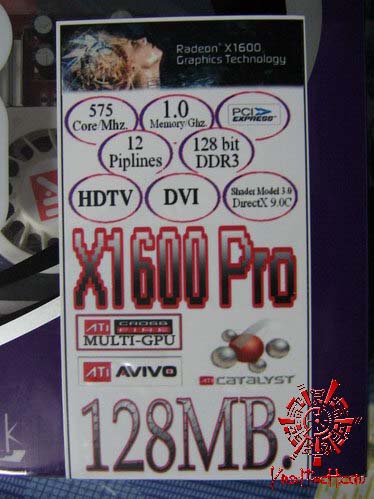 Radeon® X1600
Graphics Technology
575
Core/Mhz.
1.0
Memory/Ghz.
PCI
EXPRESS
12
Piplines
128 bit
DDR3
HDTV
DVI
Shader Model 3.0
DirectX 9.0C
X1600 Pro
ATI CROSS
FIRE
MULTI-GPU
ATI AVIVO
ATI CATALYST
128MB.
ATI
k